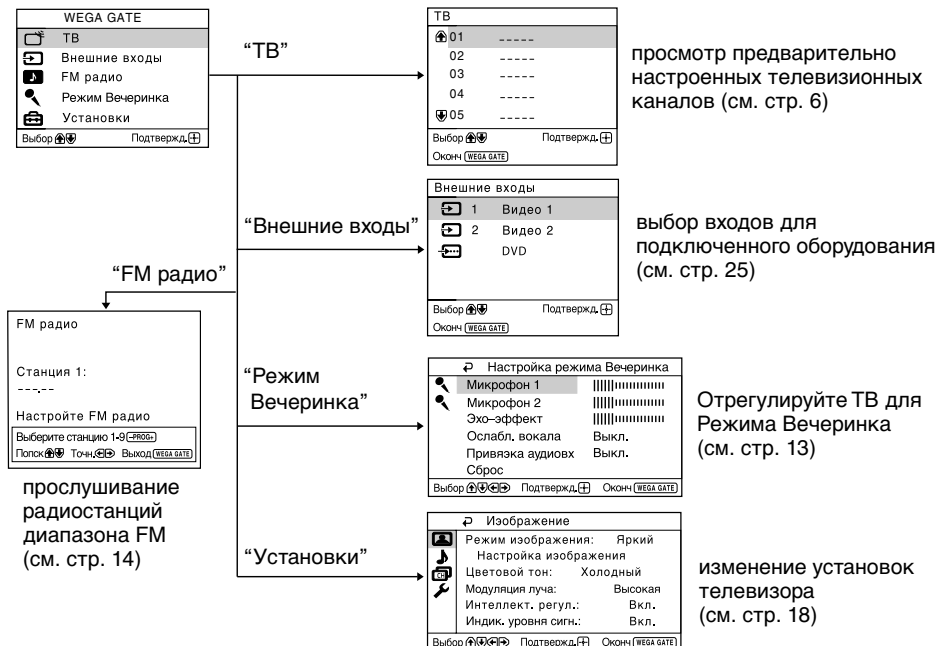 WEGA GATE
ТВ
Внешние входы
FM радио
Режим Вечеринка
Установки
Выбор Подтвержд.
“ТВ”
ТВ
01 -----
02 -----
03 -----
04 -----
05 -----
Выбор Подтвержд.
Оконч WEGA GATE
просмотр предварительно
настроенных телевизионных
каналов (см. стр. 6)
“Внешние входы”
Внешние входы
1 Видео 1
2 Видео 2
DVD
Выбор Подтвержд.
Оконч WEGA GATE
выбор входов для
подключенного оборудования
(см. стр. 25)
“FM радио”
FM радио
Станция 1:
---.--
Настройте FM радио
Выберите станцию 1-9 -PROG+
Попск Точн. Выход WEGA GATE
прослушивание
радиостанций
диапазона FM
(см. стр. 14)
“Режим
Вечеринка”
Настройка режима Вечеринка
Микрофон 1
Микрофон 2
Эхо–эффект
Ослабл. вокала Выкл.
Привяэка аудиовх Выкл.
Сброс
Выбор Подтвержд. Оконч WEGA GATE
Отрегулируйте ТВ для
Режима Вечеринка
(см. стр. 13)
“Установки”
Изображение
Режим изображения: Яркий
Настройка изображения
Цветовой тон: Холодный
Модуляция луча: Высокая
Интеллект. регул.: Вкл.
Индик. уровня сигн.: Вкл.
Выбор Подтвержд. Оконч WEGA GATE
изменение установок
телевизора
(см. стр. 18)